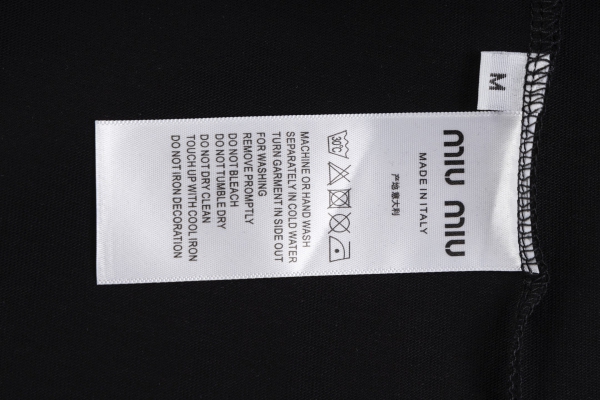 M
MIU MIU
MADE IN ITALY
产地意大利
30℃
MACHINE OR HAND WASH
SEPARATELY IN COLD WATER
TURN GARMENT IN SIDE OUT
FOR WASHING
REMOVE PROMPTLY
DO NOT BLEACH
DO NOT TUMBLE DRY
DO NOT DRY CLEAN
TOUCH UP WITH COOL IRON
DO NOT IRON DECORATION